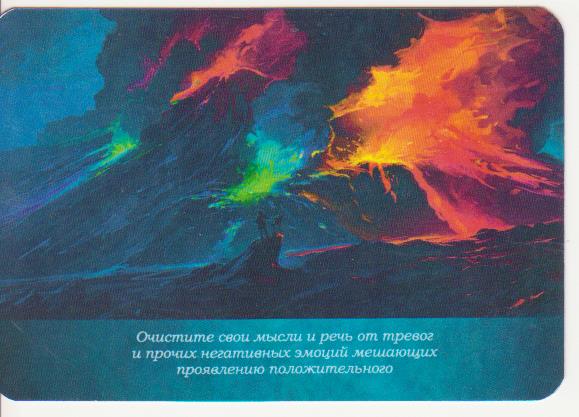 Очистите свои мысли и речь от тревог
и прочих негативных эмоций мешающих
проявлению положительного